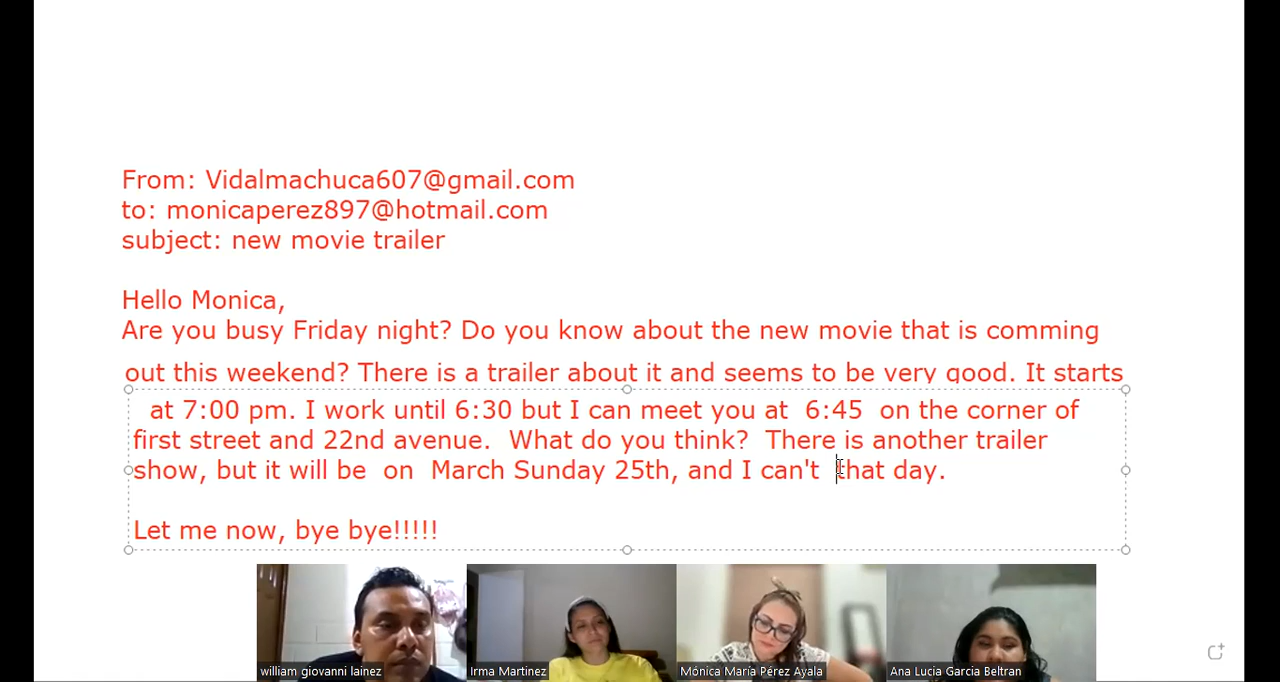 From: Vidalmachuca607@gmail.com
to: monicaperez897@hotmail.com
subject: new movie trailer
Hello Monica,
Are you busy Friday night? Do you know about the new movie that is comming
out this weekend? There is a trailer about it and seems to be very good. It starts
at 7:00 pm. I work until 6:30 but I can meet you at 6:45 on the corner of
first street and 22nd avenue. What do you think? There is another trailer
show, but it will be on March Sunday 25th, and I can't that day.
Let me now, bye bye!!!!!
william giovanni lainez
Irma Martinez
Mónica María Pérez Ayala
Ana Lucia Garcia Beltran